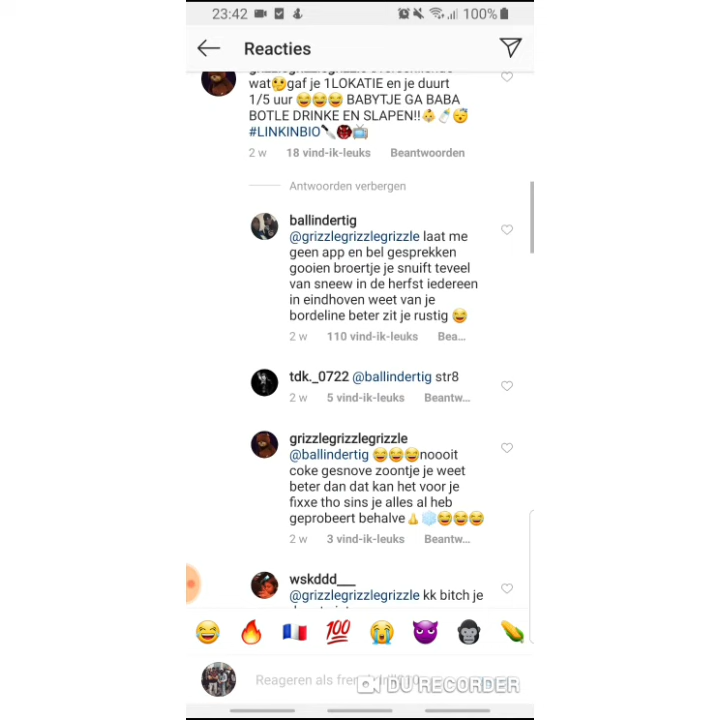 23:42 100%
Reacties
wat🤔gaf je 1LOKATIE en je duurt
1/5 uur 😂😂😂 BABYTJE GA BABA
BOTLE DRINKE EN SLAPEN!!👶🍼😴
#LINKINBIO🔪👹📺
2 w 18 vind-ik-leuks Beantwoorden
Antwoorden verbergen
ballindertig
@grizzlegrizzlegrizzle laat me
geen app en bel gesprekken
gooien broertje je snuift teveel
van sneew in de herfst iedereen
in eindhoven weet van je
bordeline beter zit je rustig 😂
2 w 110 vind-ik-leuks Bea...
tdk._0722 @ballindertig str8
2 w 5 vind-ik-leuks Beantw...
grizzlegrizzlegrizzle
@ballindertig 😂😂😂noooit
coke gesnove zoontje je weet
beter dan dat kan het voor je
fixxe tho sins je alles al heb
geprobeert behalve👃❄️😂😂😂
2 w 3 vind-ik-leuks Beantw...
wskddd___
@grizzlegrizzlegrizzle kk bitch je
😂 🔥 🇫🇷 💯 😭 😈 🦍 🌽
Reageren als
DU RECORDER